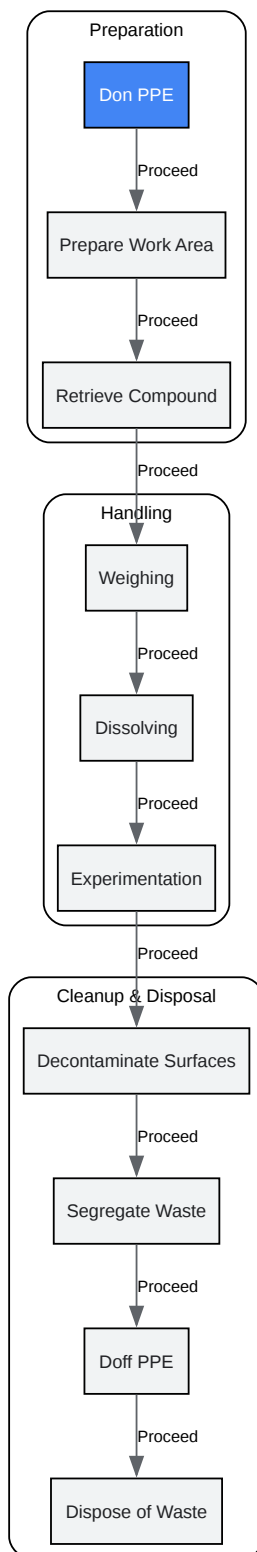 Preparation
Don PPE
Proceed
Prepare Work Area
Proceed
Retrieve Compound
Proceed
Handling
Weighing
Proceed
Dissolving
Proceed
Experimentation
Proceed
Cleanup & Disposal
Decontaminate Surfaces
Proceed
Segregate Waste
Proceed
Doff PPE
Proceed
Dispose of Waste